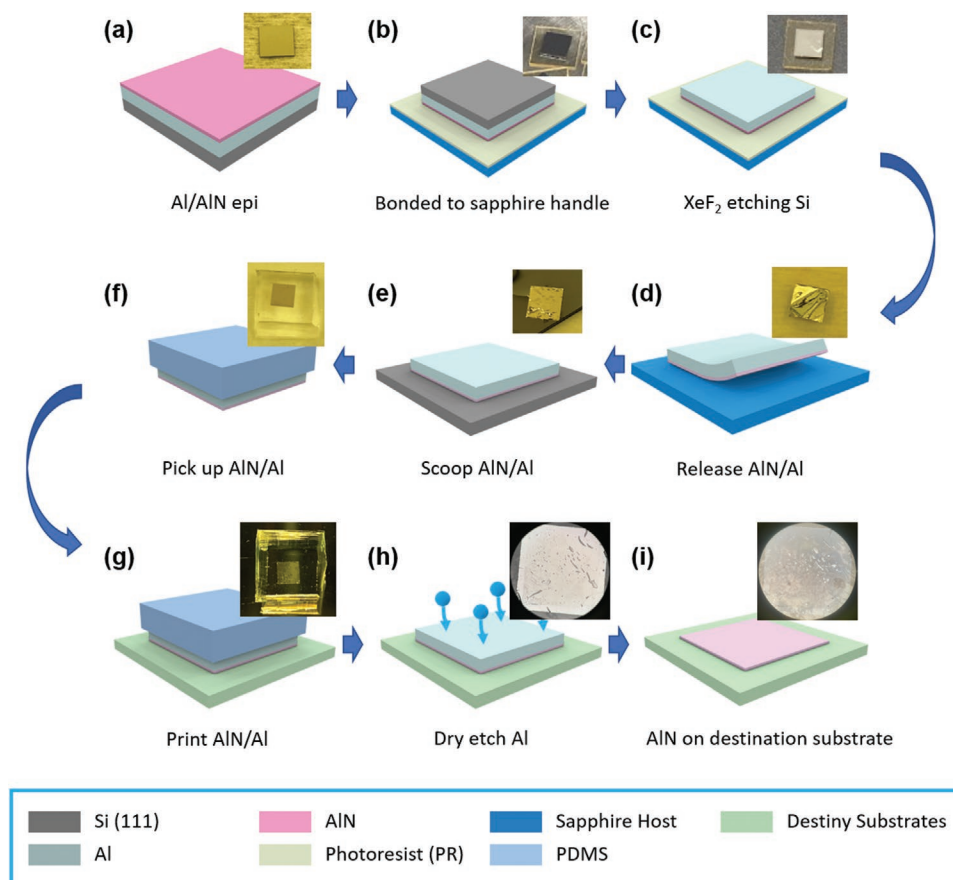 (a)
(b)
(c)
Al/AlN epi
Bonded to sapphire handle
XeF₂ etching Si
(f)
(e)
(d)
Pick up AlN/Al
Scoop AlN/Al
Release AlN/Al
(g)
(h)
(i)
Print AlN/Al
Dry etch Al
AlN on destination substrate
Si (111)
AlN
Sapphire Host
Destiny Substrates
Al
Photoresist (PR)
PDMS